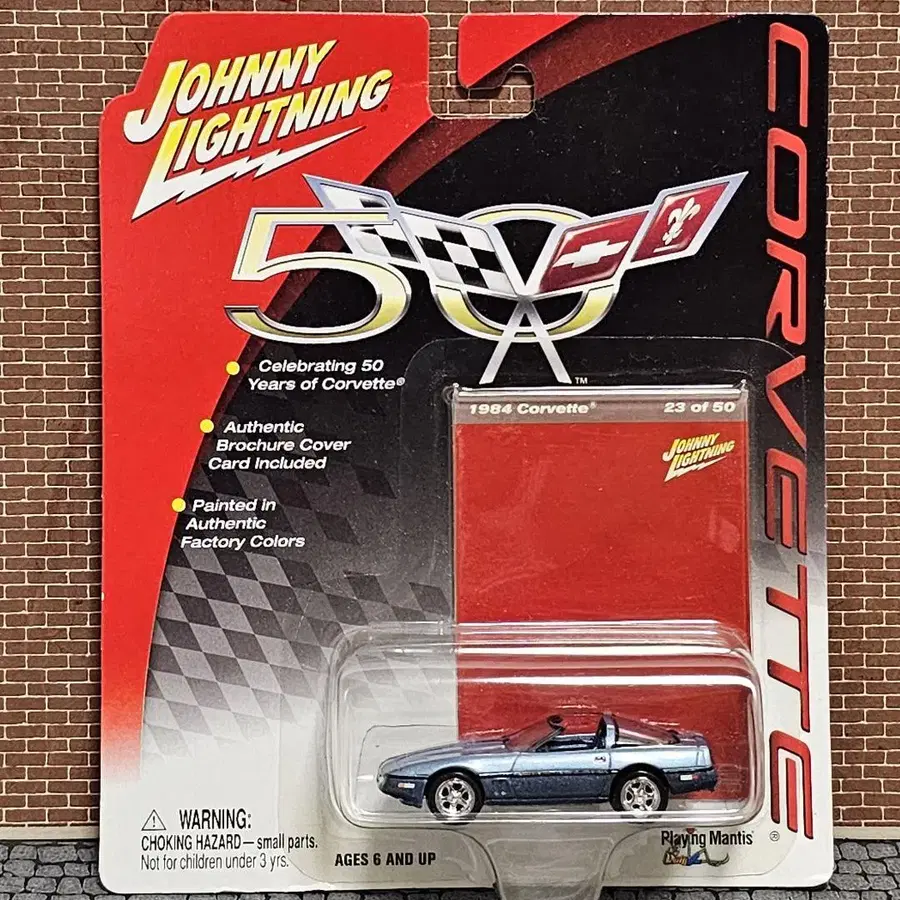 JOHNNY
LIGHTNING®
50
CORVETTE®
TM
Celebrating 50
Years of Corvette®
Authentic
Brochure Cover
Card Included
Painted in
Authentic
Factory Colors
1984 Corvette® 23 of 50
JOHNNY
LIGHTNING
WARNING:
CHOKING HAZARD — small parts.
Not for children under 3 yrs.
AGES 6 AND UP
Playing Mantis